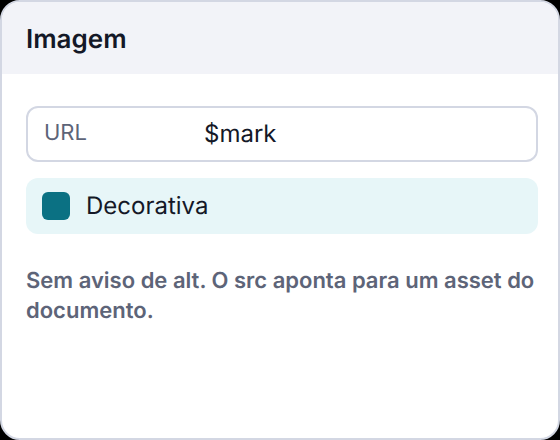 Imagem
URL $mark
Decorativa
Sem aviso de alt. O src aponta para um asset do
documento.